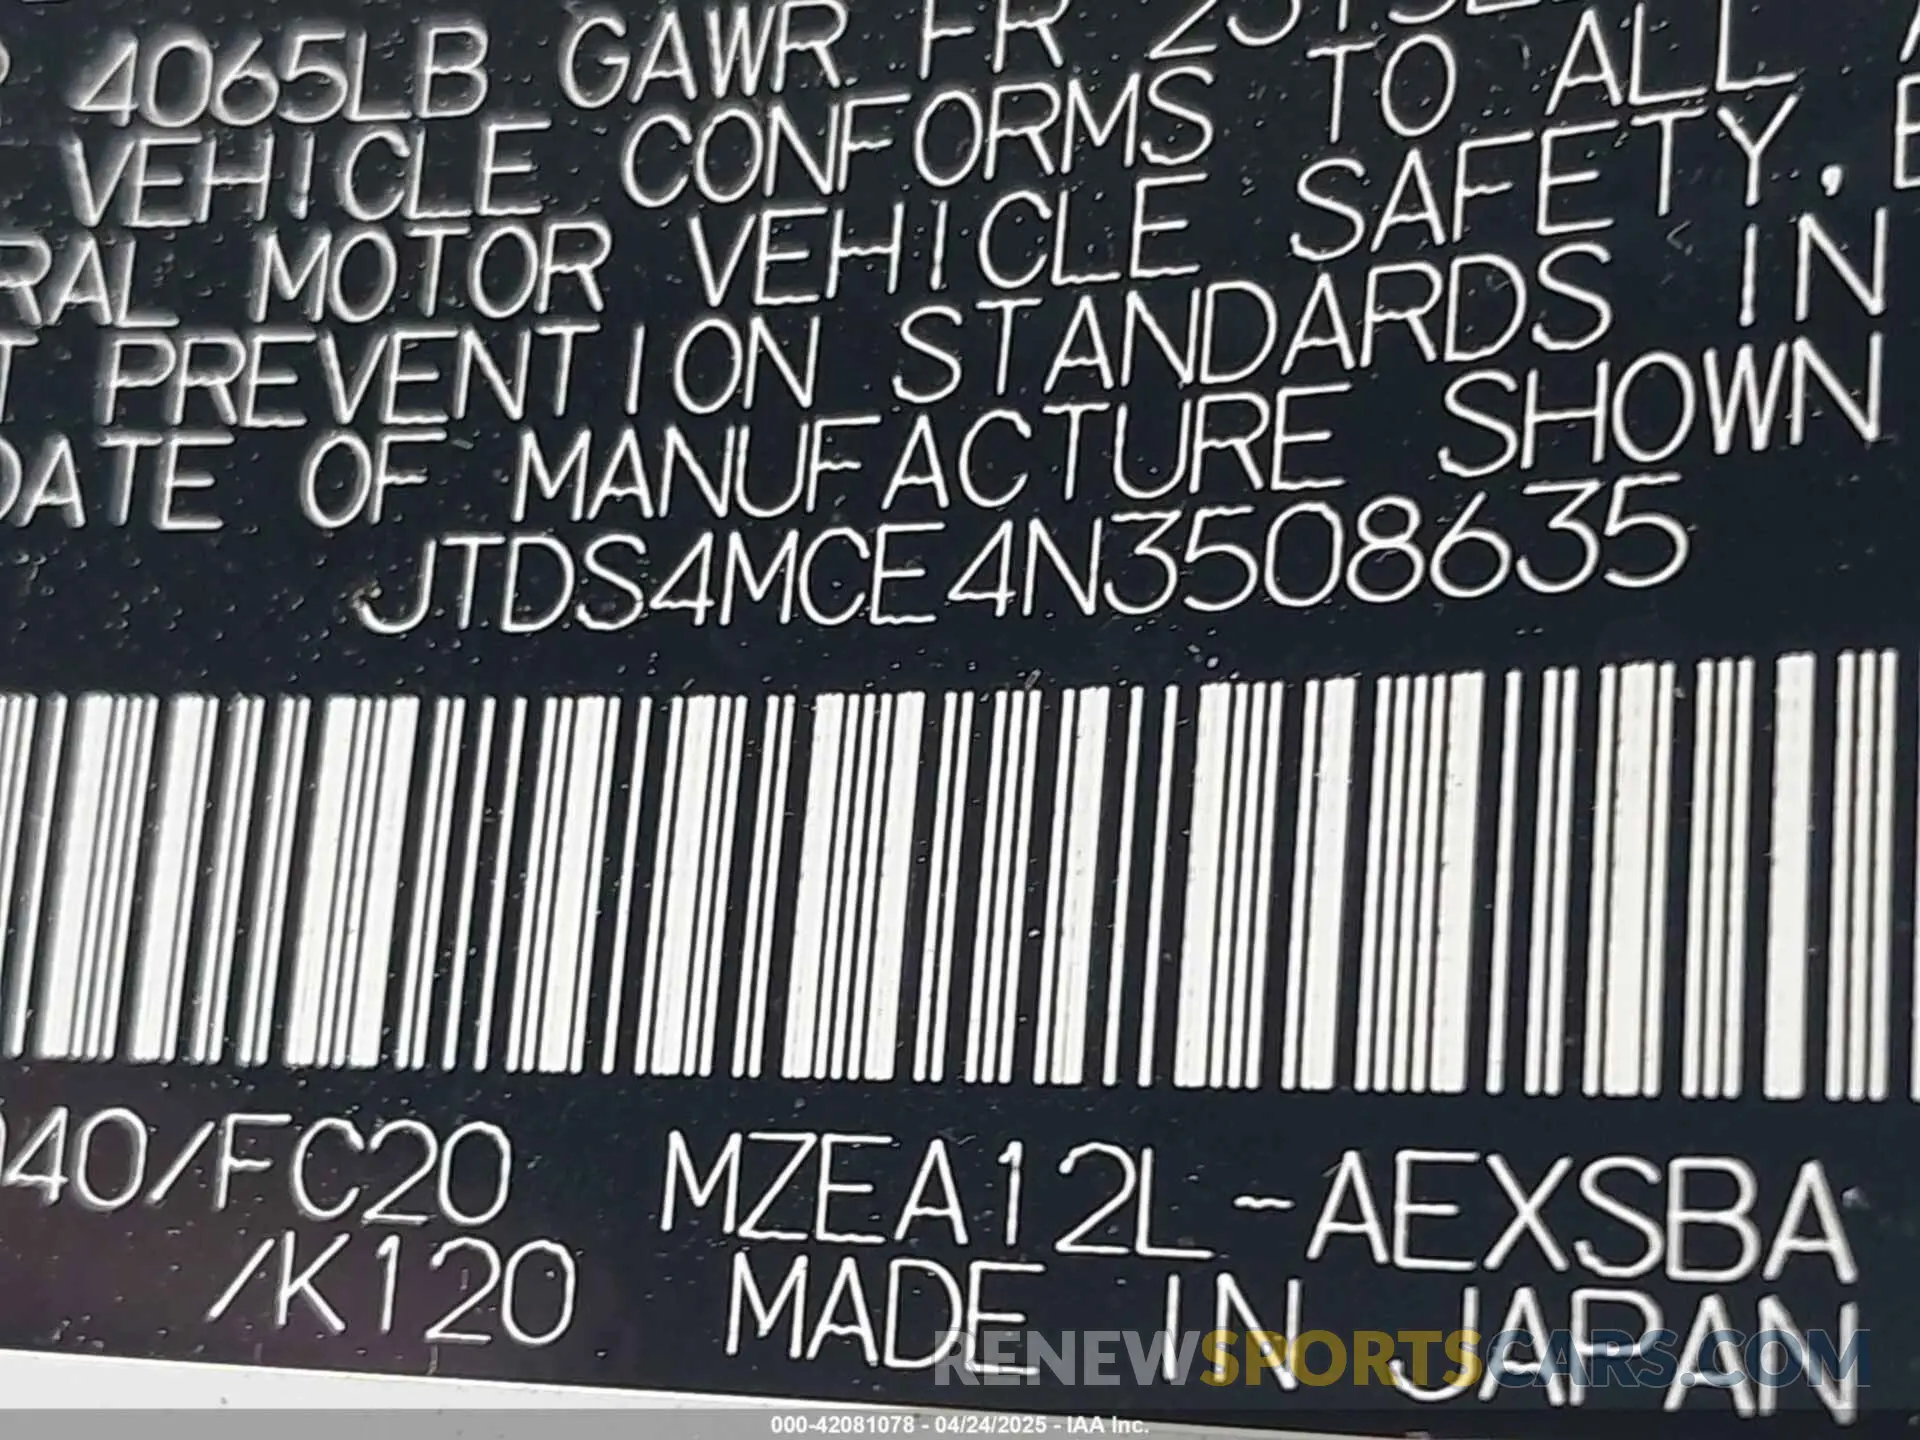 4065LB GAWR FR
VEHICLE CONFORMS TO ALL
RAL MOTOR VEHICLE SAFETY,
T PREVENTION STANDARDS IN
DATE OF MANUFACTURE SHOWN
JTDS4MCE4N3508635
040/FC20 MZEA12L-AEXSBA
/K120 MADE IN JAPAN
RENEWSPORTSCARS.COM
000-42081078 - 04/24/2025 - IAA Inc.